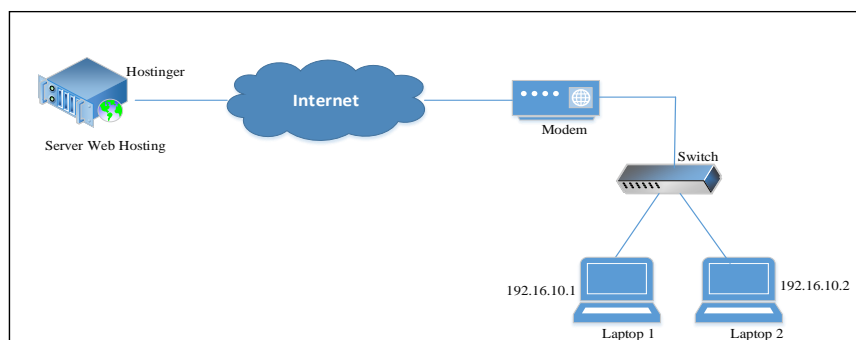 Hostinger
Server Web Hosting
Internet
Modem
Switch
192.16.10.1
192.16.10.2
Laptop 1
Laptop 2